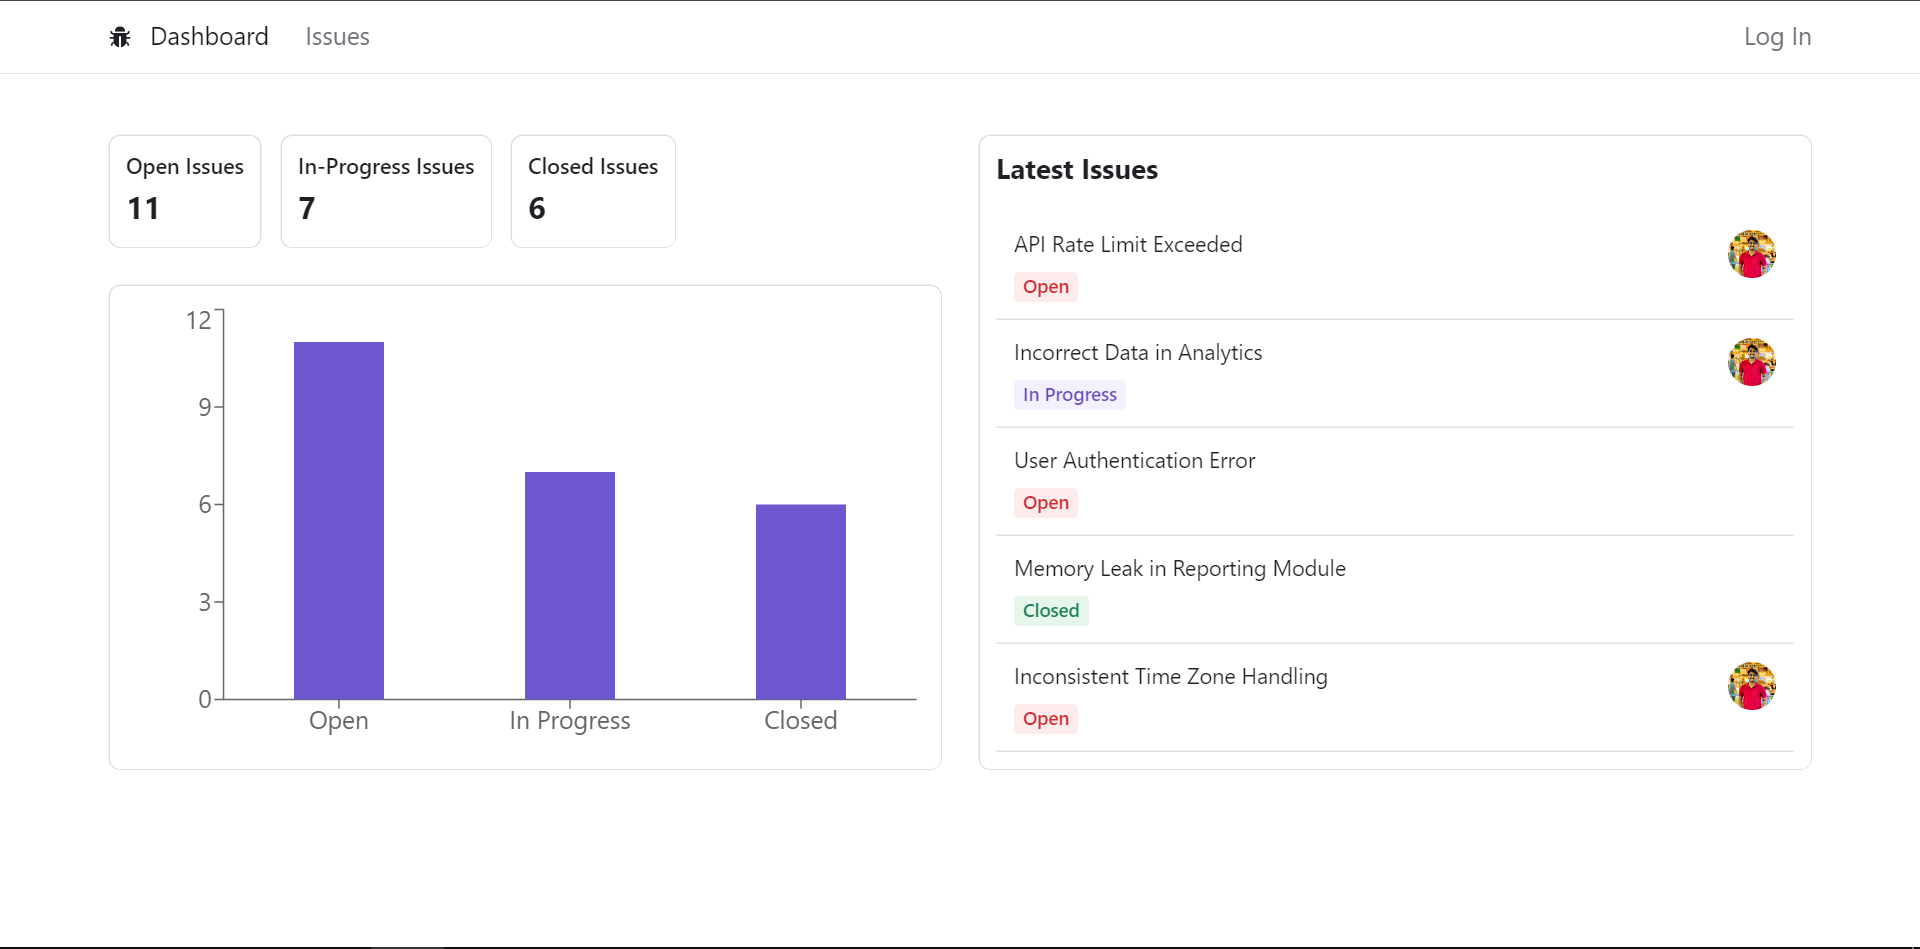 Dashboard
Issues
Log In
Open Issues
11
In-Progress Issues
7
Closed Issues
6
12
9
6
3
0
Open
In Progress
Closed
Latest Issues
API Rate Limit Exceeded
Open
Incorrect Data in Analytics
In Progress
User Authentication Error
Open
Memory Leak in Reporting Module
Closed
Inconsistent Time Zone Handling
Open